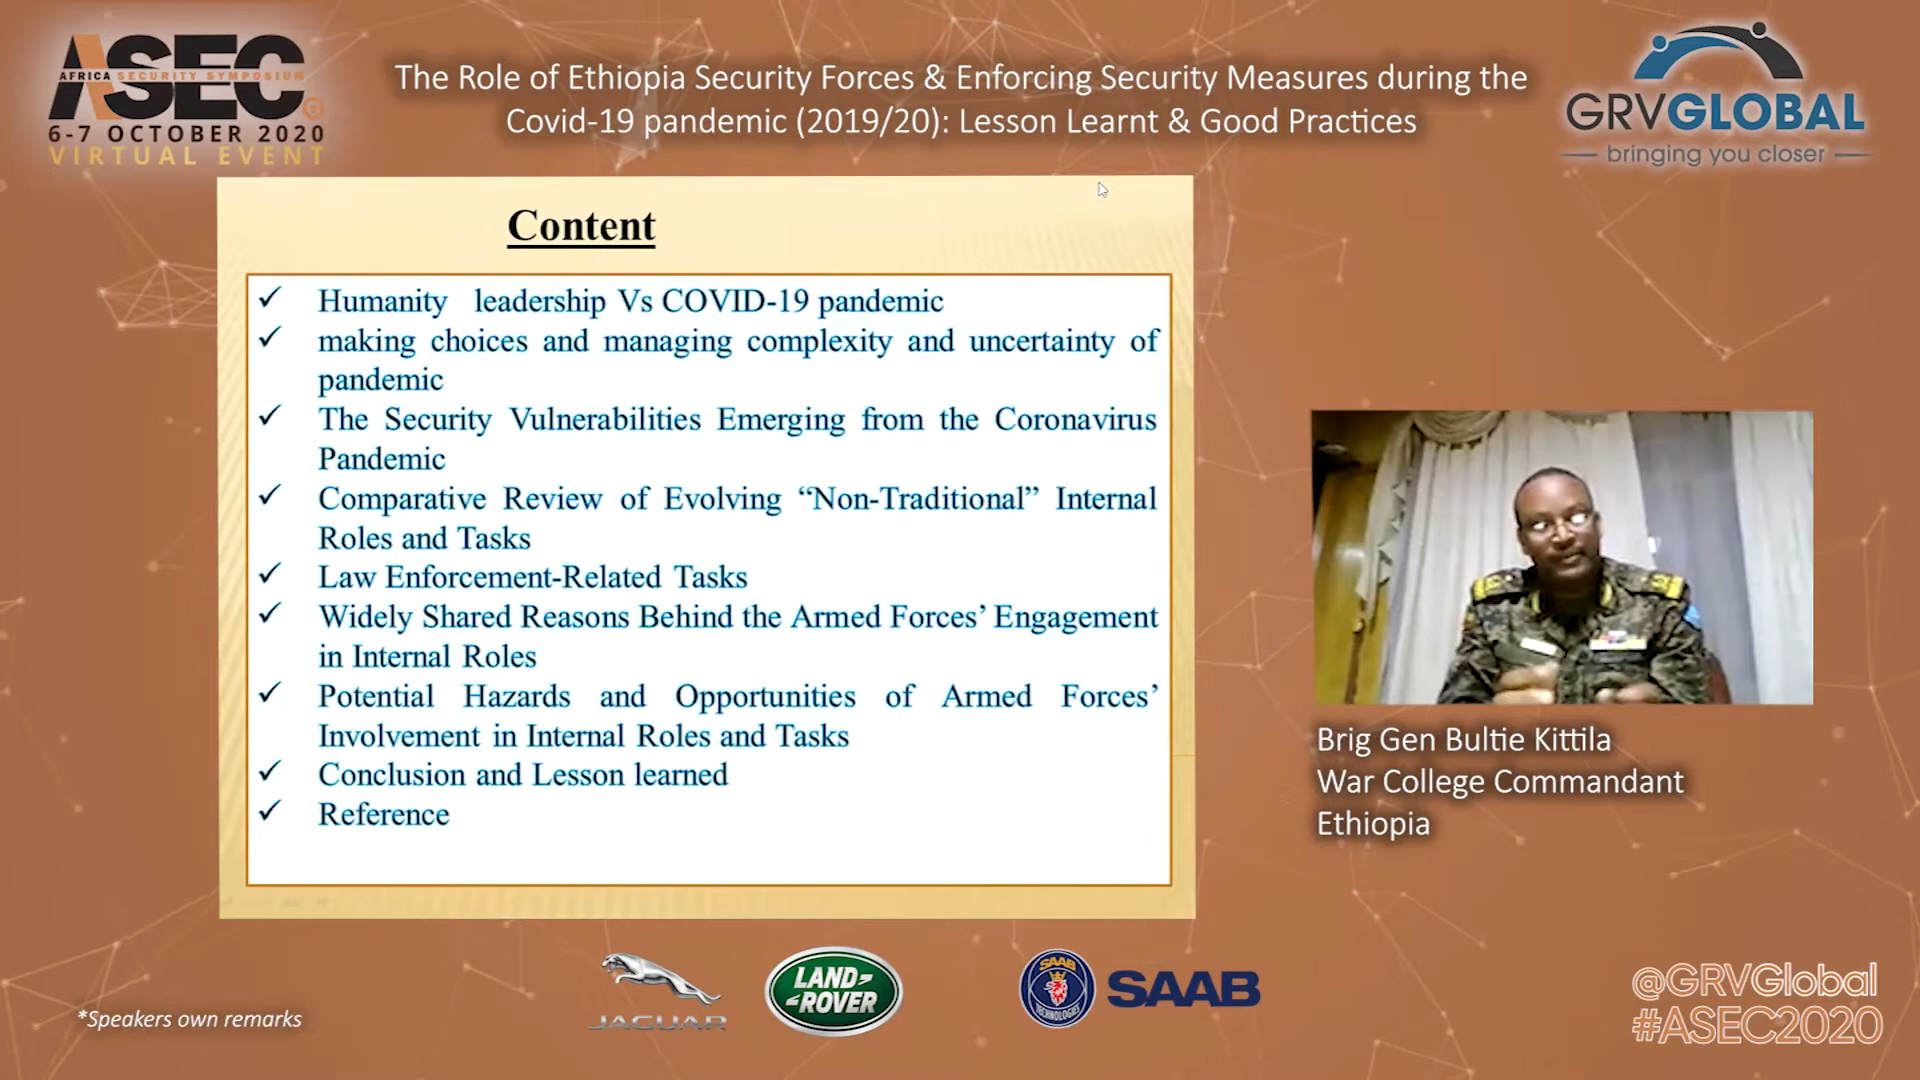 ASEC
AFRICA SECURITY SYMPOSIUM
@
6-7 OCTOBER 2020
VIRTUAL EVENT
The Role of Ethiopia Security Forces & Enforcing Security Measures during the
Covid-19 pandemic (2019/20): Lesson Learnt & Good Practices
GRVGLOBAL
bringing you closer
Content
✓ Humanity leadership Vs COVID-19 pandemic
✓ making choices and managing complexity and uncertainty of
pandemic
✓ The Security Vulnerabilities Emerging from the Coronavirus
Pandemic
✓ Comparative Review of Evolving “Non-Traditional” Internal
Roles and Tasks
✓ Law Enforcement-Related Tasks
✓ Widely Shared Reasons Behind the Armed Forces’ Engagement
in Internal Roles
✓ Potential Hazards and Opportunities of Armed Forces’
Involvement in Internal Roles and Tasks
✓ Conclusion and Lesson learned
✓ Reference
Brig Gen Bultie Kittila
War College Commandant
Ethiopia
*Speakers own remarks
JAGUAR
LAND-
-ROVER
SAAB
TECHNOLOGIES
SAAB
@GRVGlobal
#ASEC2020